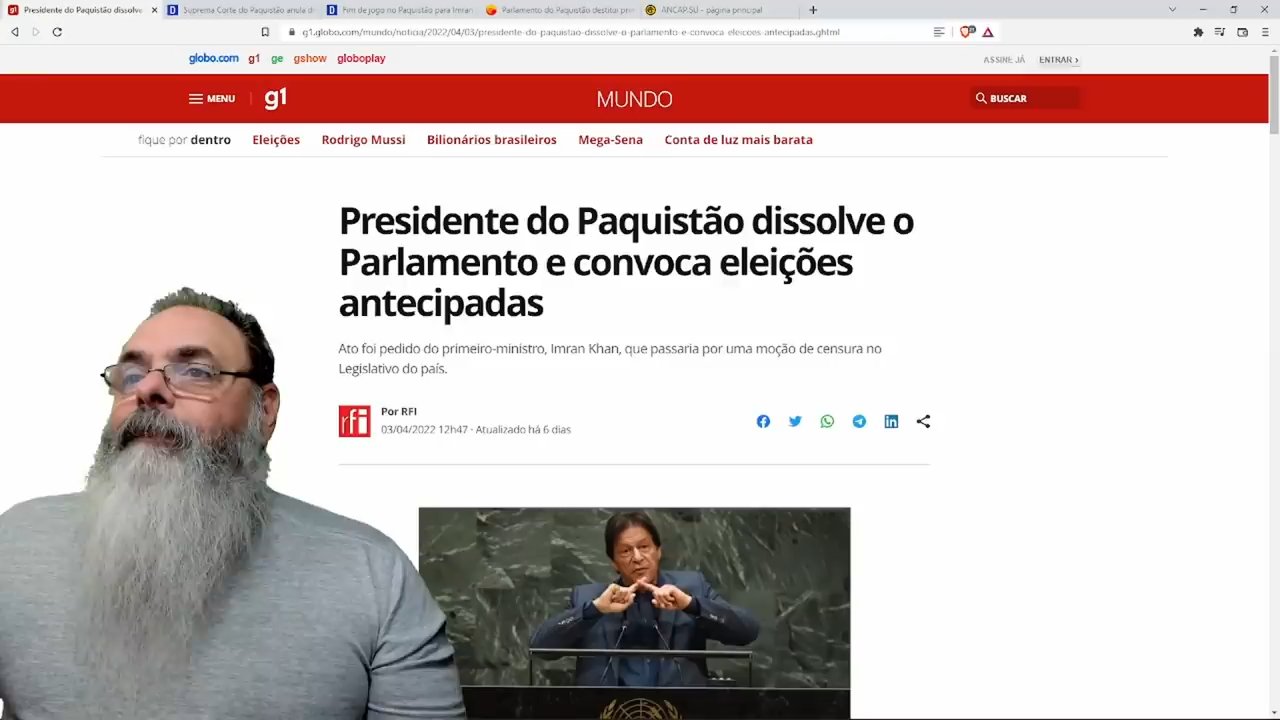 Presidente do Paquistão dissolve
Suprema Corte do Paquistão anula di
Fim de jogo no Paquistão para Imran
Parlamento do Paquistão destitui prim
ANCAP.SU - página principal
g1.globo.com/mundo/noticia/2022/04/03/presidente-do-paquistao-dissolve-o-parlamento-e-convoca-eleicoes-antecipadas.ghtml
globo.com g1 ge gshow globoplay
ASSINE JÁ ENTRAR ›
MENU g1 MUNDO BUSCAR
fique por dentro Eleições Rodrigo Mussi Bilionários brasileiros Mega-Sena Conta de luz mais barata
Presidente do Paquistão dissolve o
Parlamento e convoca eleições
antecipadas
Ato foi pedido do primeiro-ministro, Imran Khan, que passaria por uma moção de censura no
Legislativo do país.
rfi
Por RFI
03/04/2022 12h47 · Atualizado há 6 dias